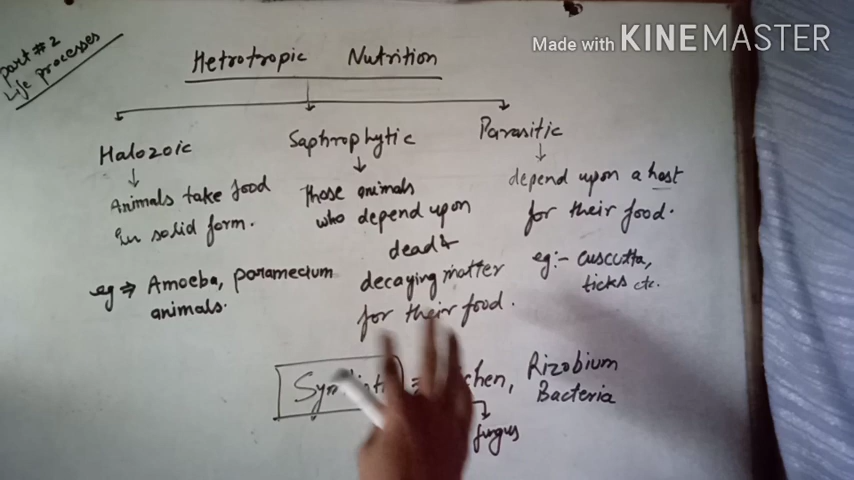 Part # 2
Life processes
Made with KINEMASTER
Hetrotropic Nutrition
Halozoic
Saphrophytic
Parasitic
Animals take food
in solid form.
eg ⇒ Amoeba, paramecium
animals.
Those animals
who depend upon
dead &
decaying matter
for their food.
depend upon a host
for their food.
eg:- cuscutta,
ticks etc.
Rizobium
Bacteria
fungus